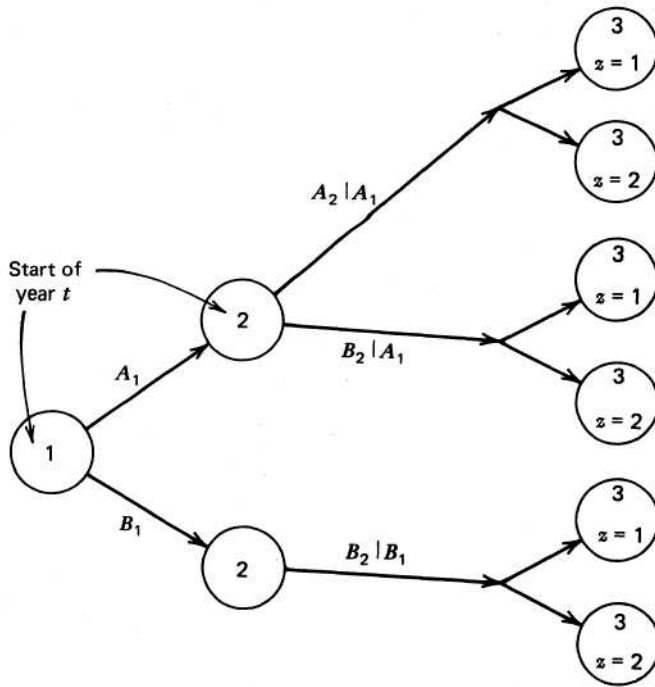 3
z = 1
3
z = 2
A₂ | A₁
3
z = 1
Start of
year t
2
B₂ | A₁
A₁
3
z = 2
1
B₁
3
z = 1
B₂ | B₁
2
3
z = 2